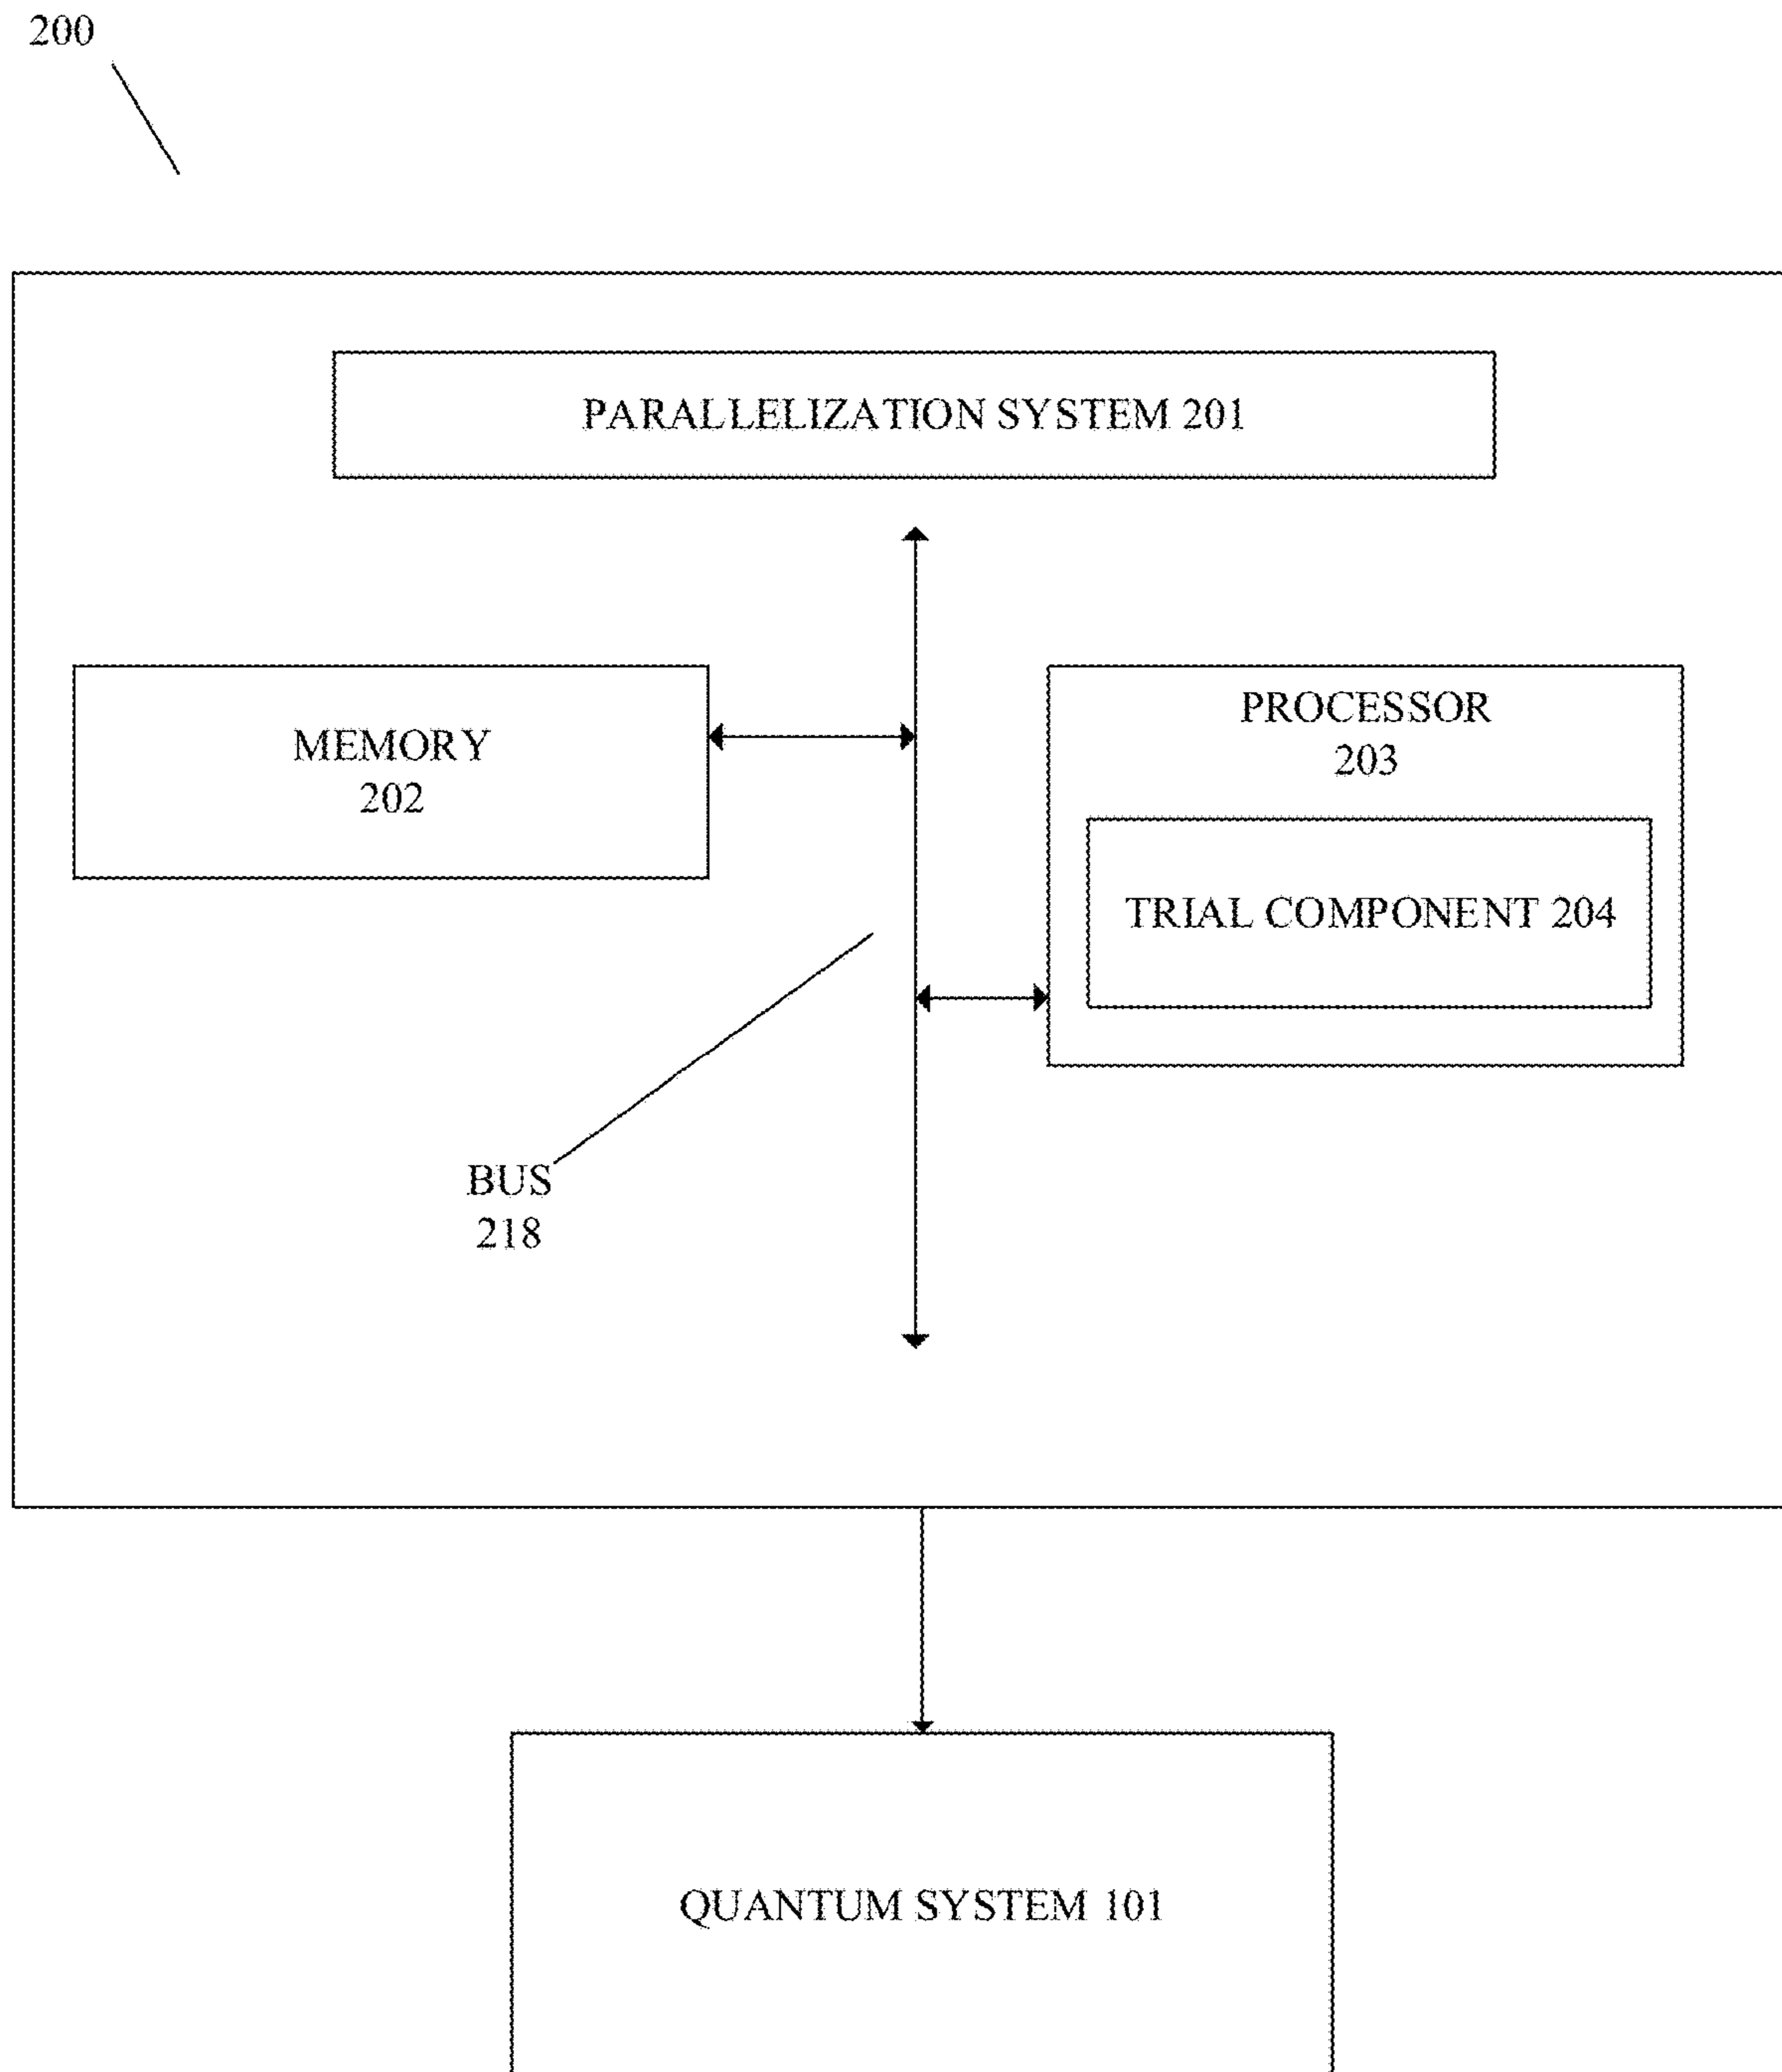 200
PARALLELIZATION SYSTEM 201
MEMORY
202
PROCESSOR
203
TRIAL COMPONENT 204
BUS
218
QUANTUM SYSTEM 101